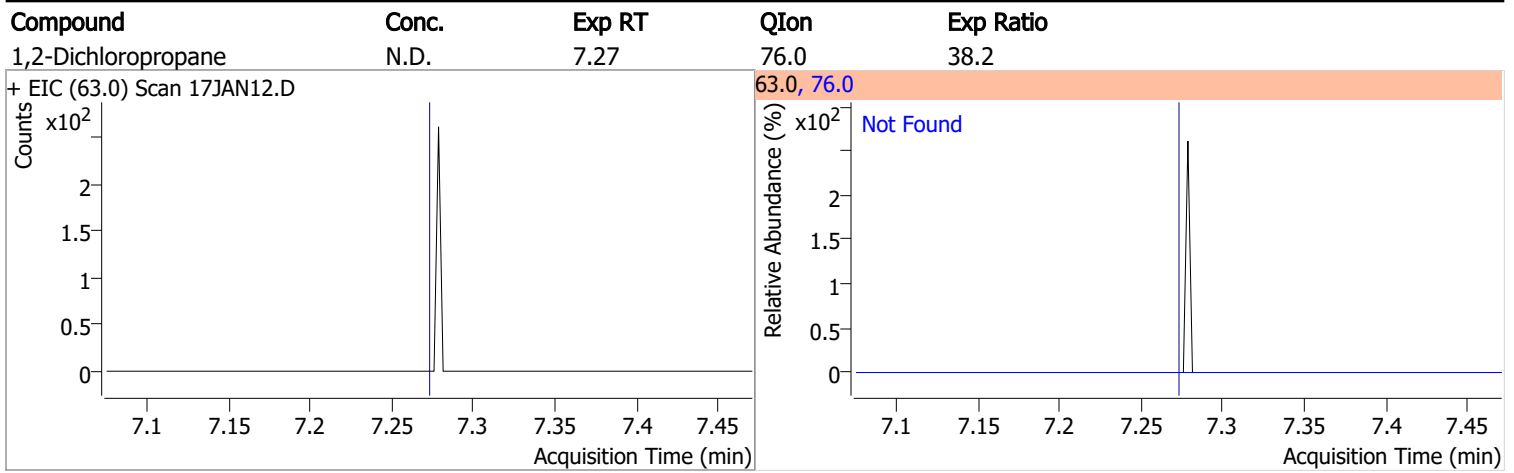 Compound Conc. Exp RT QIon Exp Ratio
1,2-Dichloropropane N.D. 7.27 76.0 38.2
+ EIC (63.0) Scan 17JAN12.D
Counts
x10²
2
1.5
1
0.5
0
7.1 7.15 7.2 7.25 7.3 7.35 7.4 7.45
Acquisition Time (min)
63.0, 76.0
Relative Abundance (%)
x10²
Not Found
2
1.5
1
0.5
0
7.1 7.15 7.2 7.25 7.3 7.35 7.4 7.45
Acquisition Time (min)